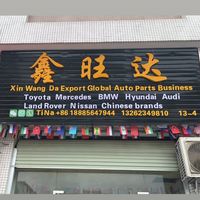 鑫旺达
Xin Wang Da Export Global Auto Parts Business
Toyota Mercedes BMW Hyundai Audi
Land Rover Nissan Chinese brands
TiNa+86 18885647944 13262349810 13-4